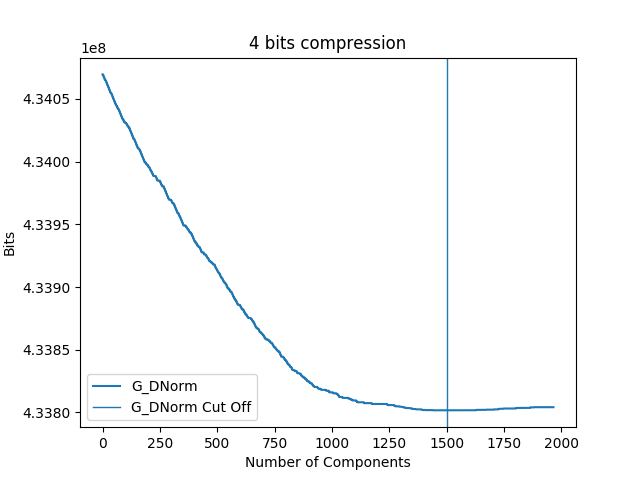 4 bits compression
1e8
4.3405
4.3400
4.3395
4.3390
4.3385
4.3380
Bits
G_DNorm
G_DNorm Cut Off
0 250 500 750 1000 1250 1500 1750 2000
Number of Components